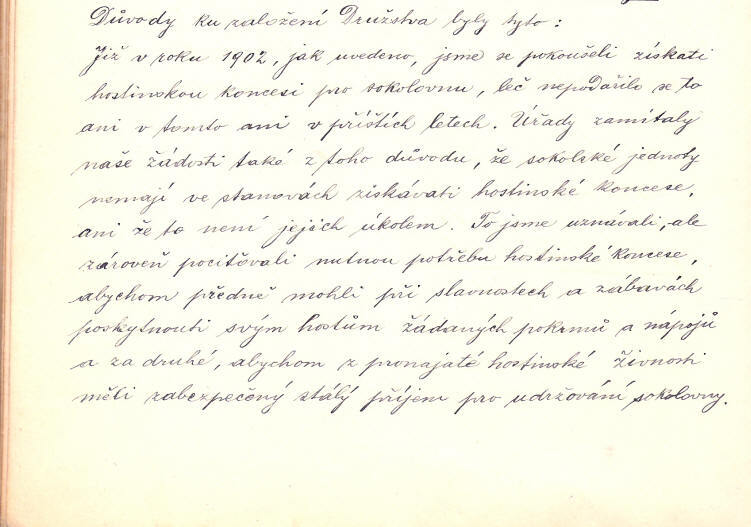 Důvody ku založení Družstva byly tyto:
Již v roku 1902, jak uvedeno, jsme se pokoušeli získati
hostinskou koncesi pro sokolovnu, leč nepodařilo se to
ani v tomto ani v příštích letech. Úřady zamítaly
naše žádosti také z toho důvodu, že sokolské jednoty
nemají ve stanovách získávati hostinské koncese,
ani že to není jejich úkolem. To jsme uznávali, ale
zároveň pociťovali nutnou potřebu hostinské koncese,
abychom předně mohli při slavnostech a zábavách
poskytnouti svým hostům žádaných pokrmů a nápojů
a za druhé, abychom z pronajaté hostinské živnosti
měli zabezpečený stálý příjem pro udržování sokolovny.